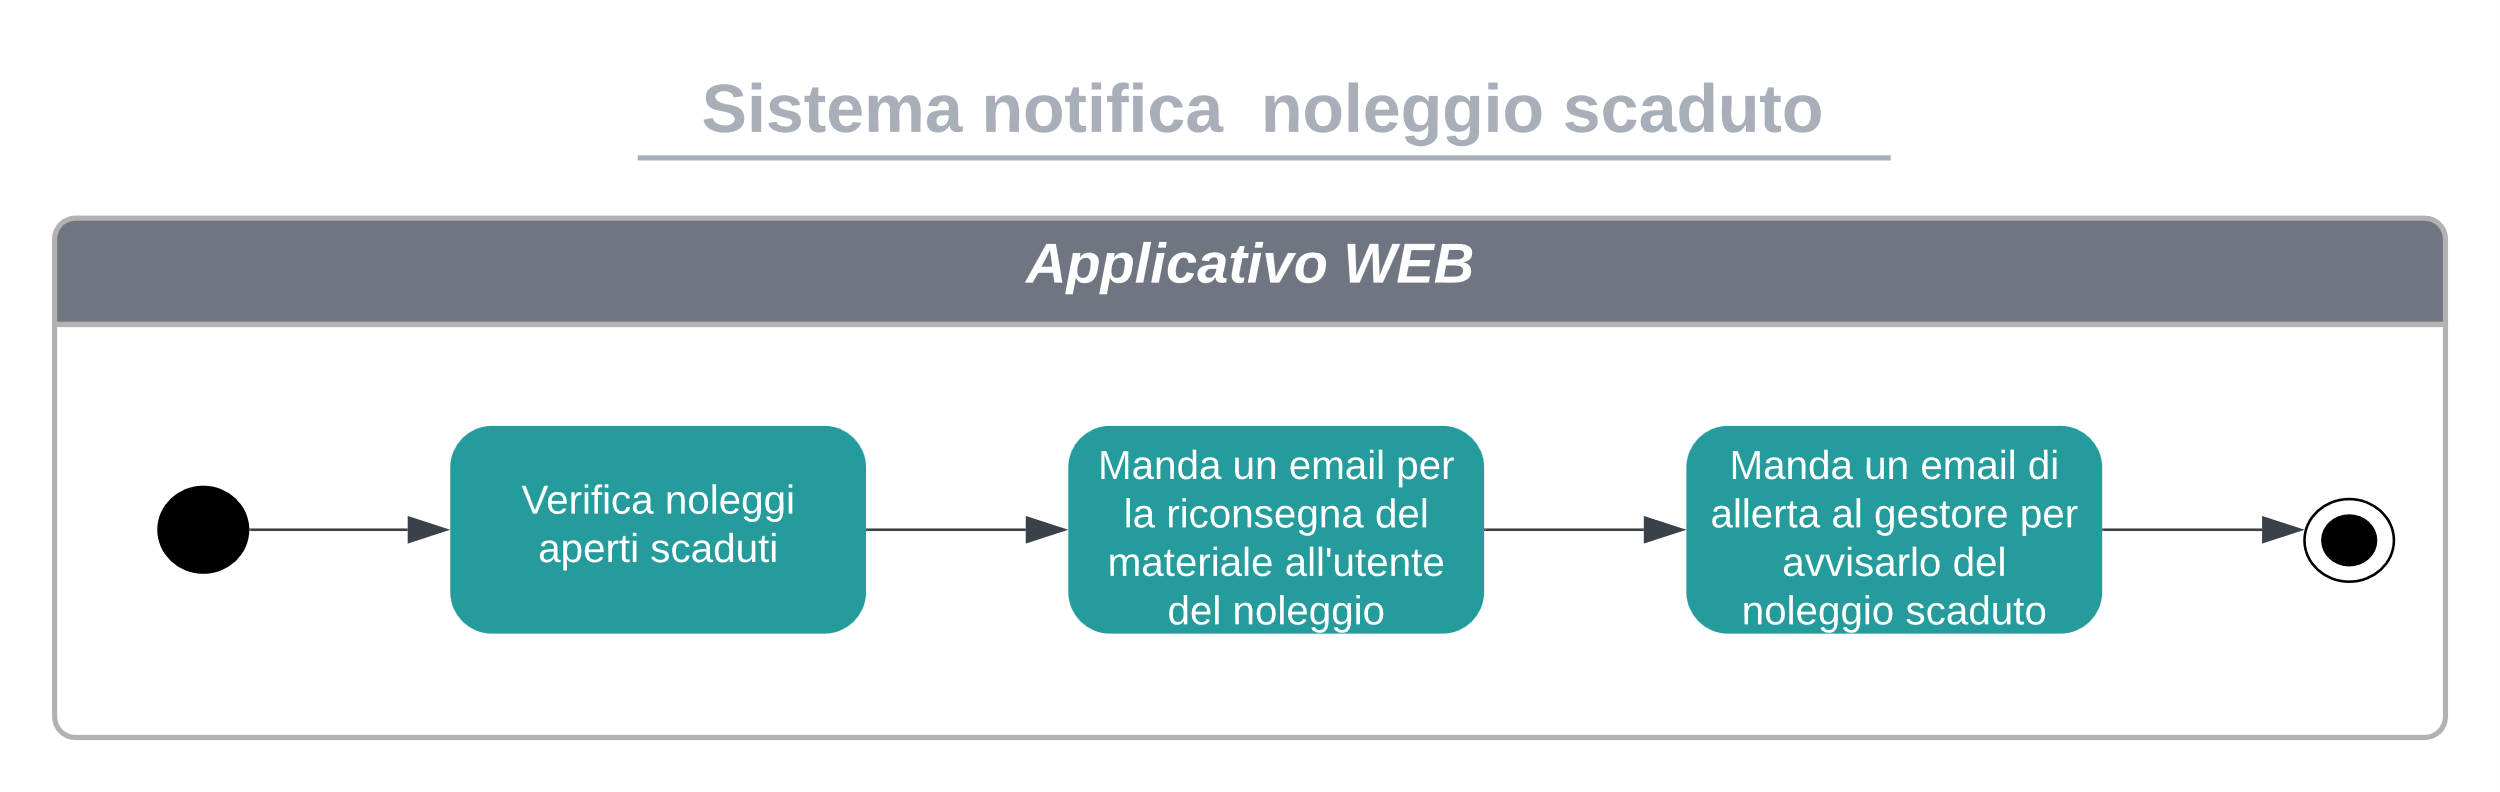 Sistema notifica noleggio scaduto
Applicativo WEB
Verifica noleggi
aperti scaduti
Manda un email per
la riconsegna del
materiale all'utente
del noleggio
Manda un email di
allerta al gestore per
avvisarlo del
noleggio scaduto